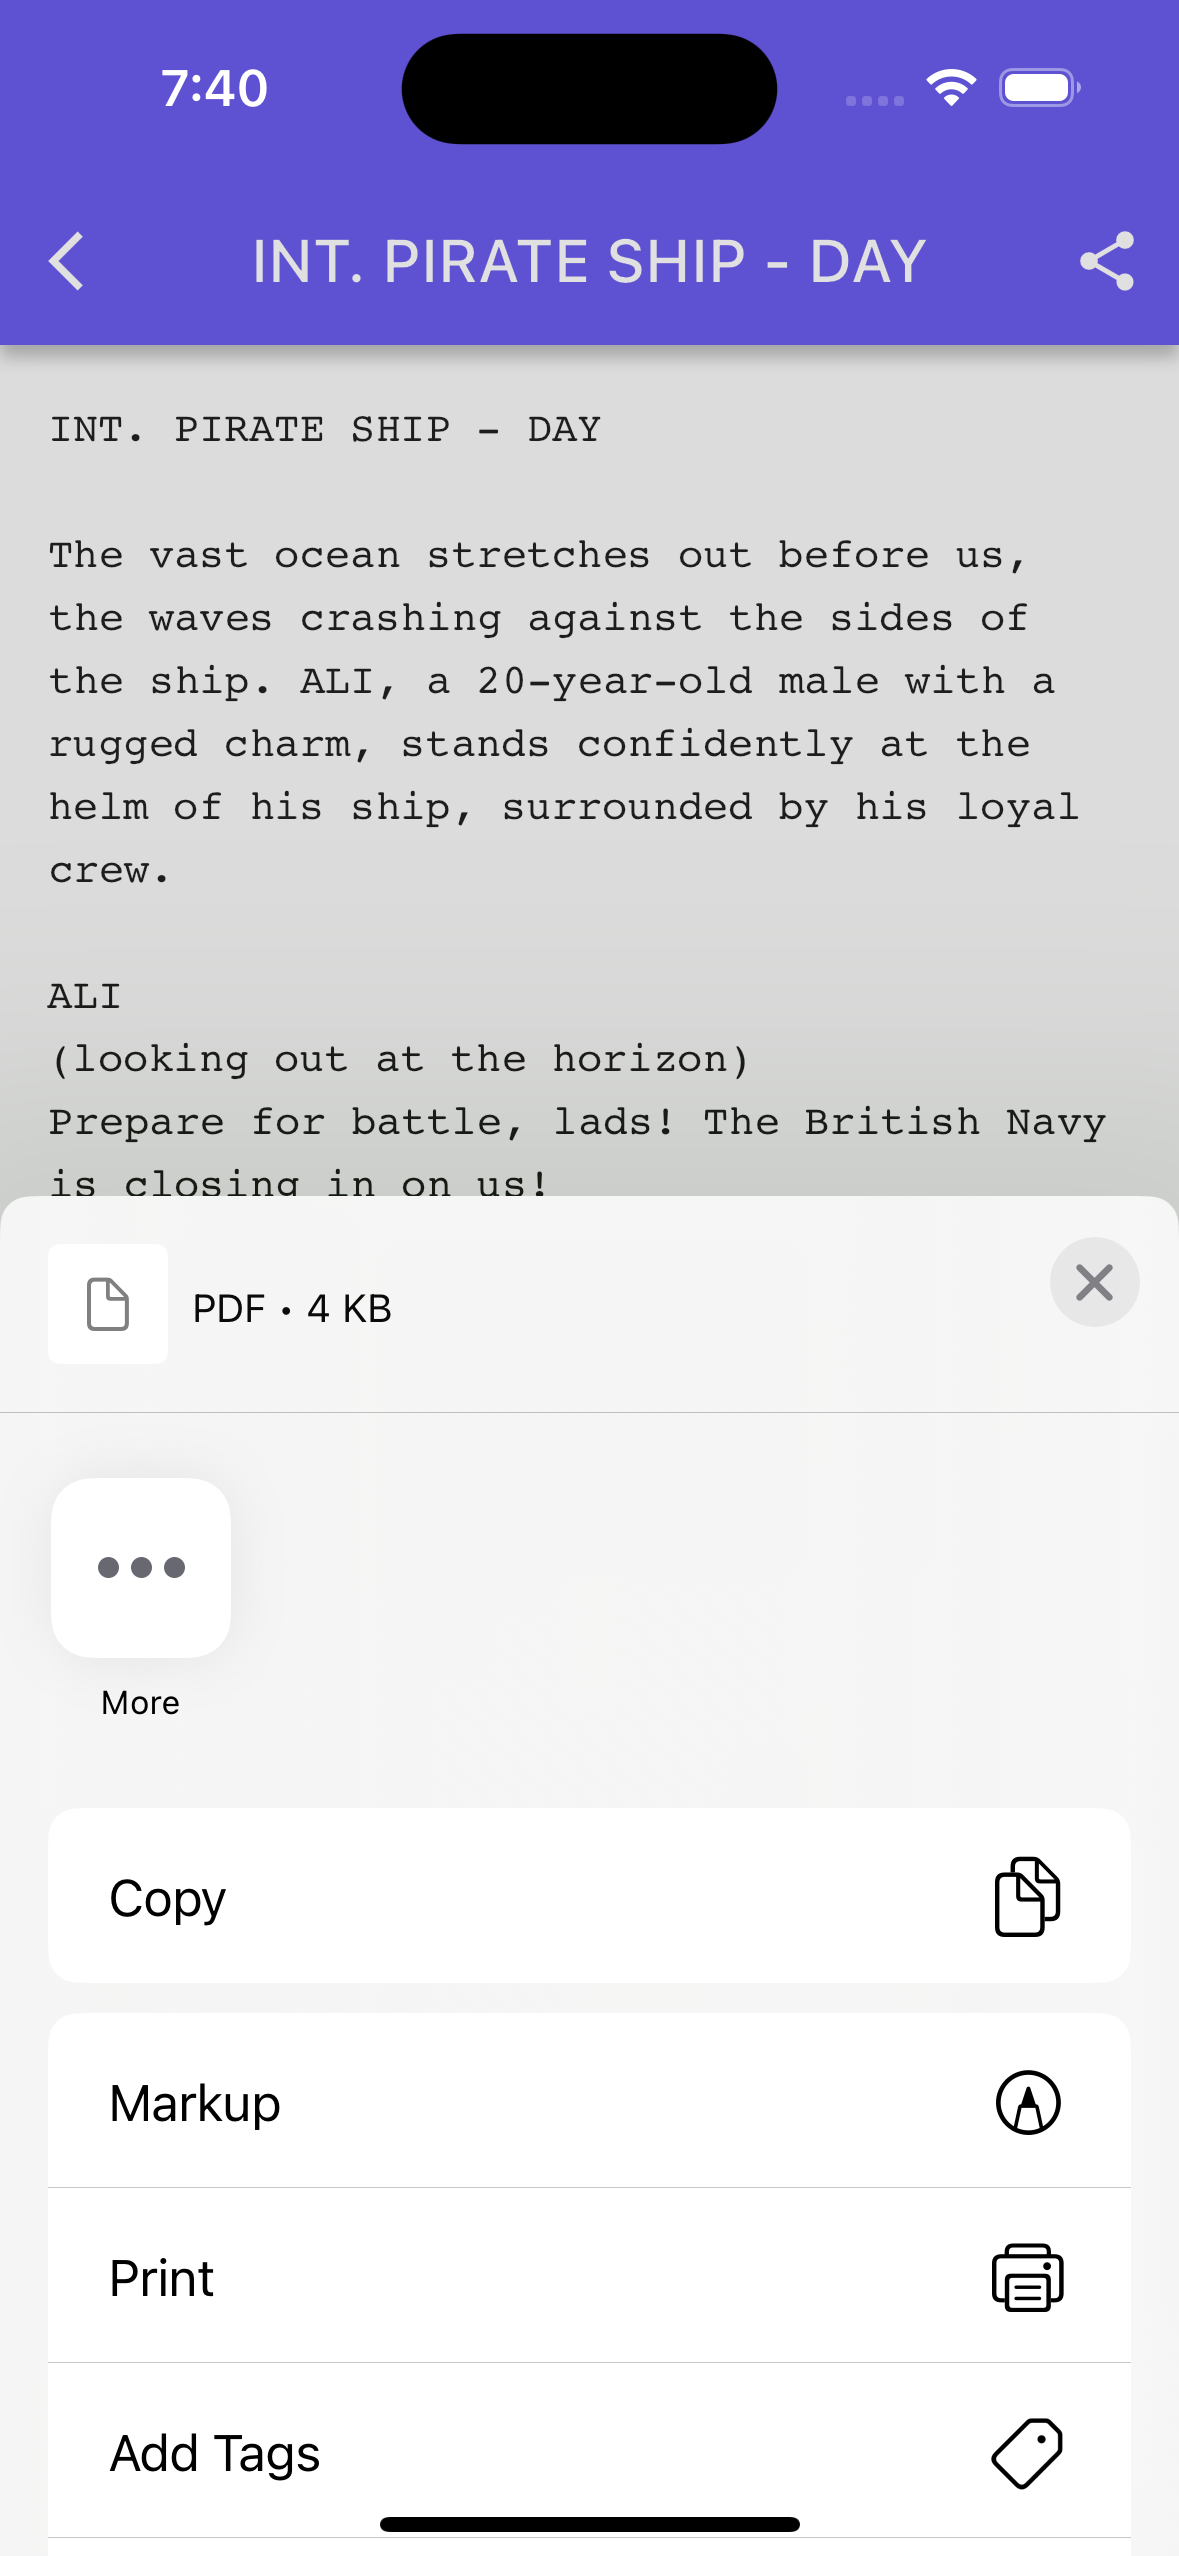 7:40
INT. PIRATE SHIP - DAY
INT. PIRATE SHIP - DAY
The vast ocean stretches out before us,
the waves crashing against the sides of
the ship. ALI, a 20-year-old male with a
rugged charm, stands confidently at the
helm of his ship, surrounded by his loyal
crew.
ALI
(looking out at the horizon)
Prepare for battle, lads! The British Navy
is closing in on us!
PDF • 4 KB
More
Copy
Markup
Print
Add Tags